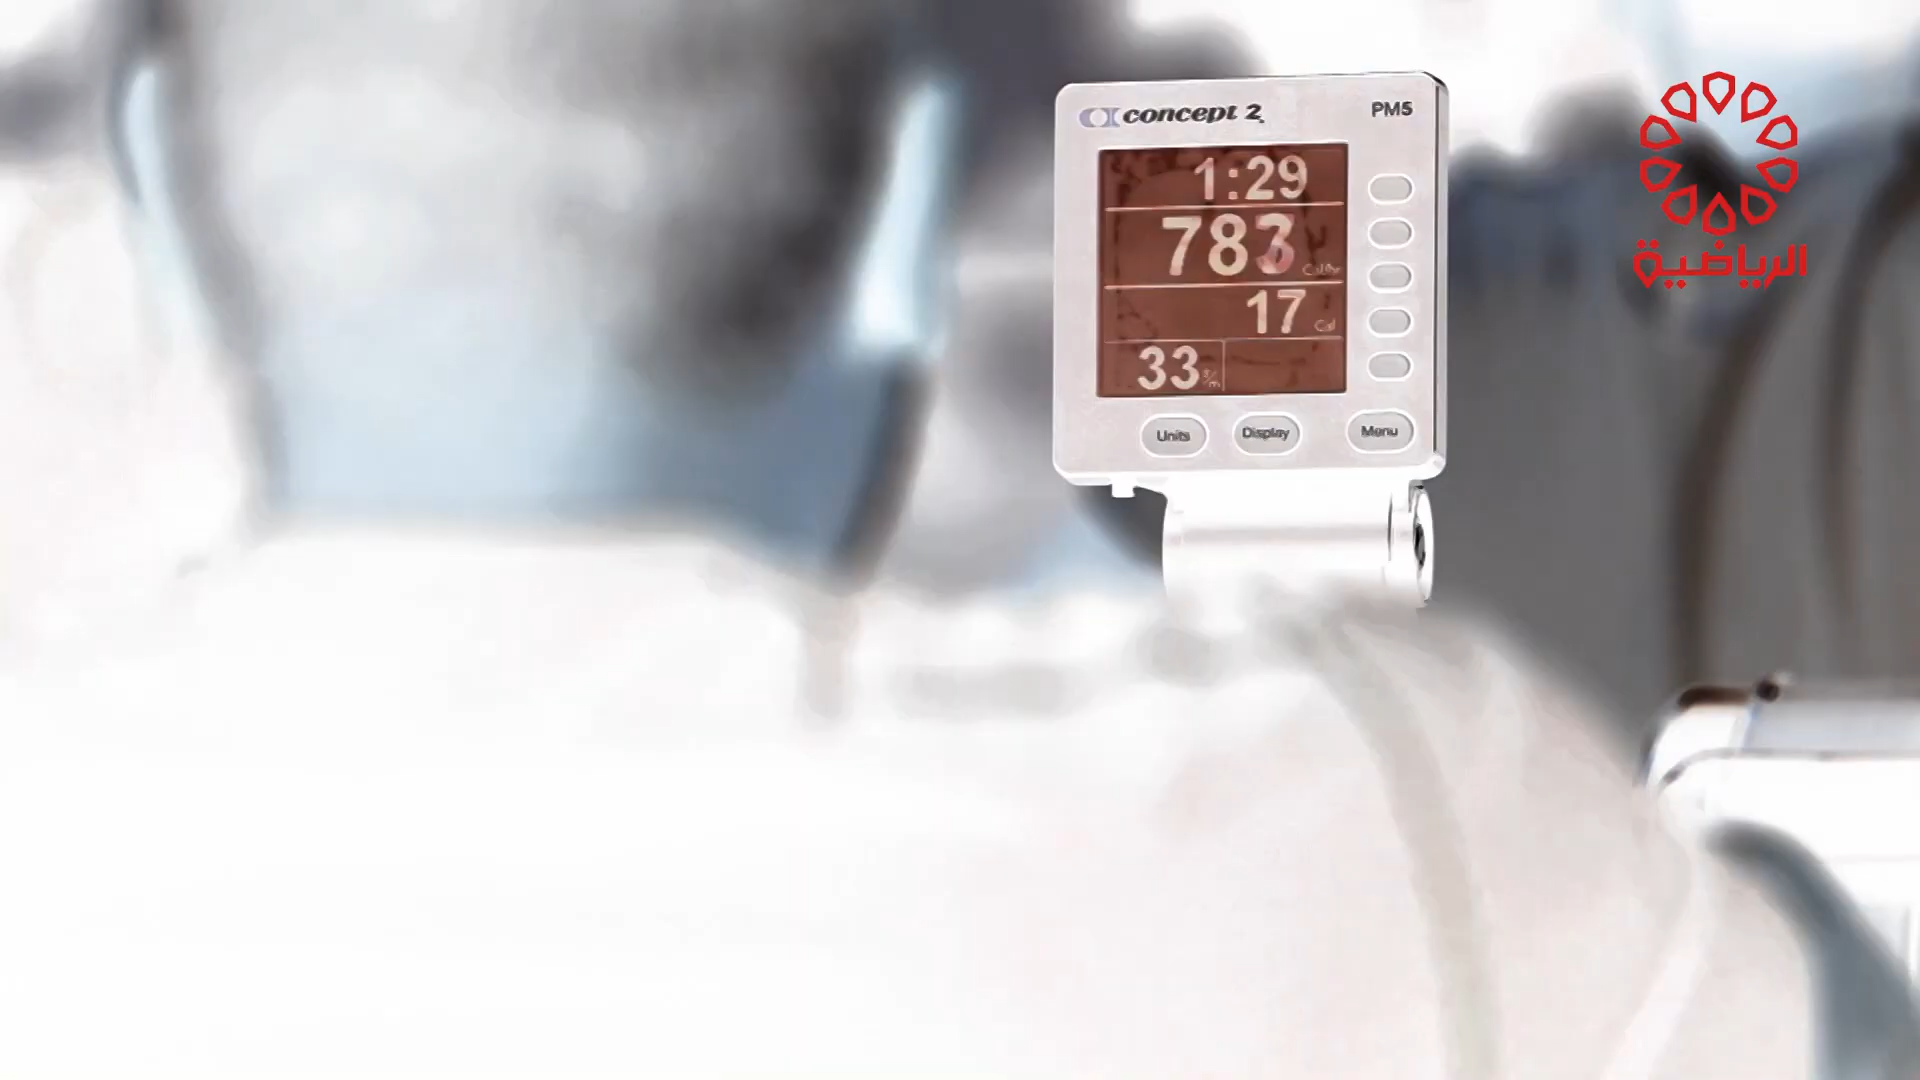 concept 2
PM5
1:29
783 Cal/hr
17 Cal
33 s/m
Units
Display
Menu
الرياضية